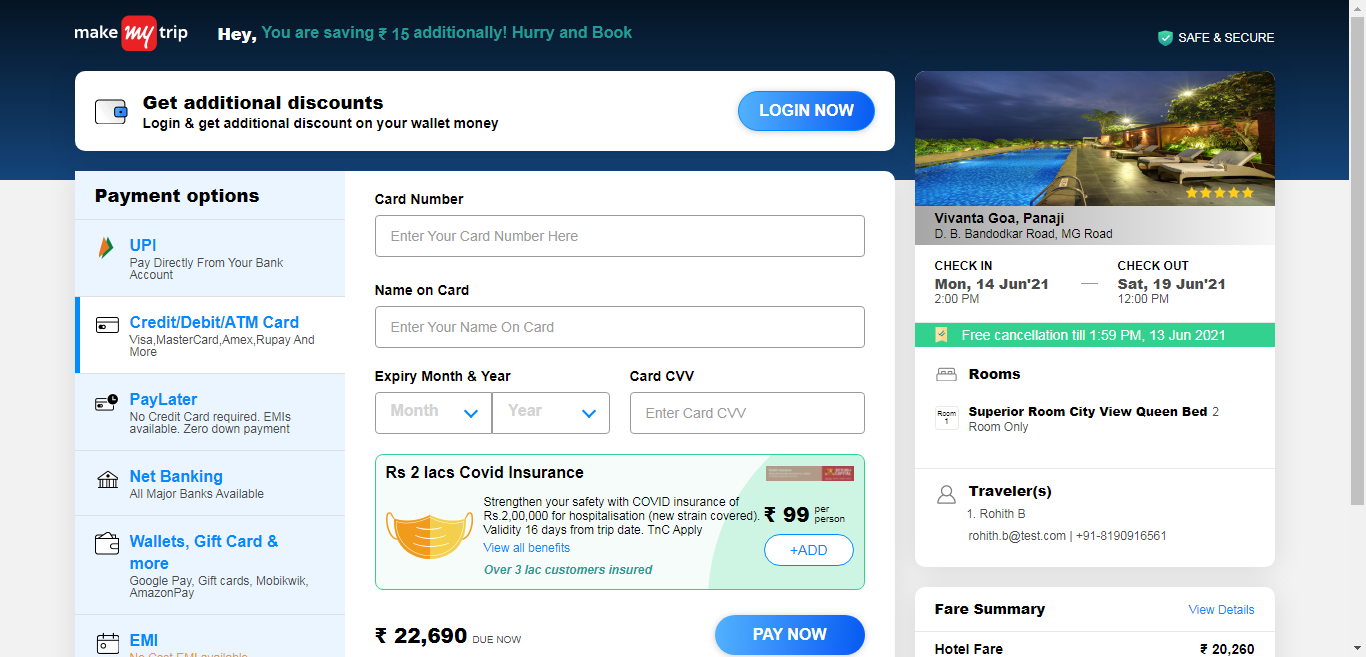 make my trip
Hey, You are saving ₹ 15 additionally! Hurry and Book
SAFE & SECURE
Get additional discounts
Login & get additional discount on your wallet money
LOGIN NOW
Payment options
UPI
Pay Directly From Your Bank
Account
Credit/Debit/ATM Card
Visa,MasterCard,Amex,Rupay And
More
PayLater
No Credit Card required. EMIs
available. Zero down payment
Net Banking
All Major Banks Available
Wallets, Gift Card &
more
Google Pay, Gift cards, Mobikwik,
AmazonPay
EMI
No Cost EMI available
Card Number
Enter Your Card Number Here
Name on Card
Enter Your Name On Card
Expiry Month & Year
Card CVV
Month
Year
Enter Card CVV
Rs 2 lacs Covid Insurance
Strengthen your safety with COVID insurance of
Rs.2,00,000 for hospitalisation (new strain covered).
Validity 16 days from trip date. TnC Apply
View all benefits
Over 3 lac customers insured
₹ 99 per
person
+ADD
₹ 22,690 DUE NOW
PAY NOW
Vivanta Goa, Panaji
D. B. Bandodkar Road, MG Road
CHECK IN
Mon, 14 Jun'21
2:00 PM
CHECK OUT
Sat, 19 Jun'21
12:00 PM
Free cancellation till 1:59 PM, 13 Jun 2021
Rooms
Room
1
Superior Room City View Queen Bed 2
Room Only
Traveler(s)
1. Rohith B
rohith.b@test.com | +91-8190916561
Fare Summary
View Details
Hotel Fare
₹ 20,260